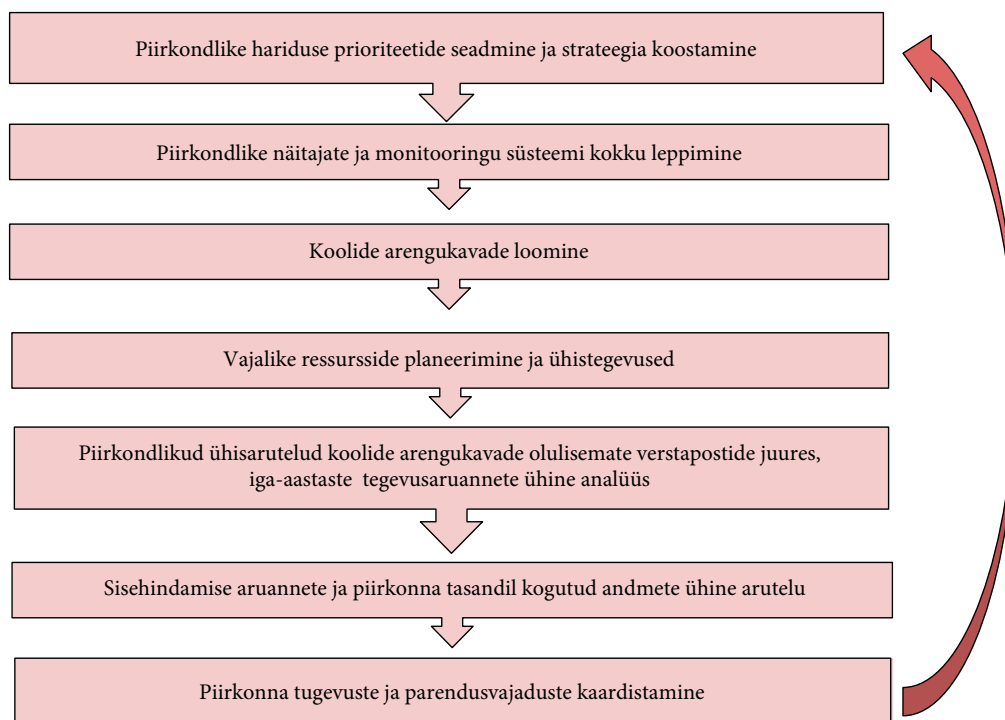 Piirkondlike hariduse prioriteetide seadmine ja strateegia koostamine
Piirkondlike näitajate ja monitooringu süsteemi kokku leppimine
Koolide arengukavade loomine
Vajalike ressursside planeerimine ja ühistegevused
Piirkondlikud ühisarutelud koolide arengukavade olulisemate verstapostide juures,
iga-aastaste tegevusaruannete ühine analüüs
Sisehindamise aruannete ja piirkonna tasandil kogutud andmete ühine arutelu
Piirkonna tugevuste ja parendusvajaduste kaardistamine